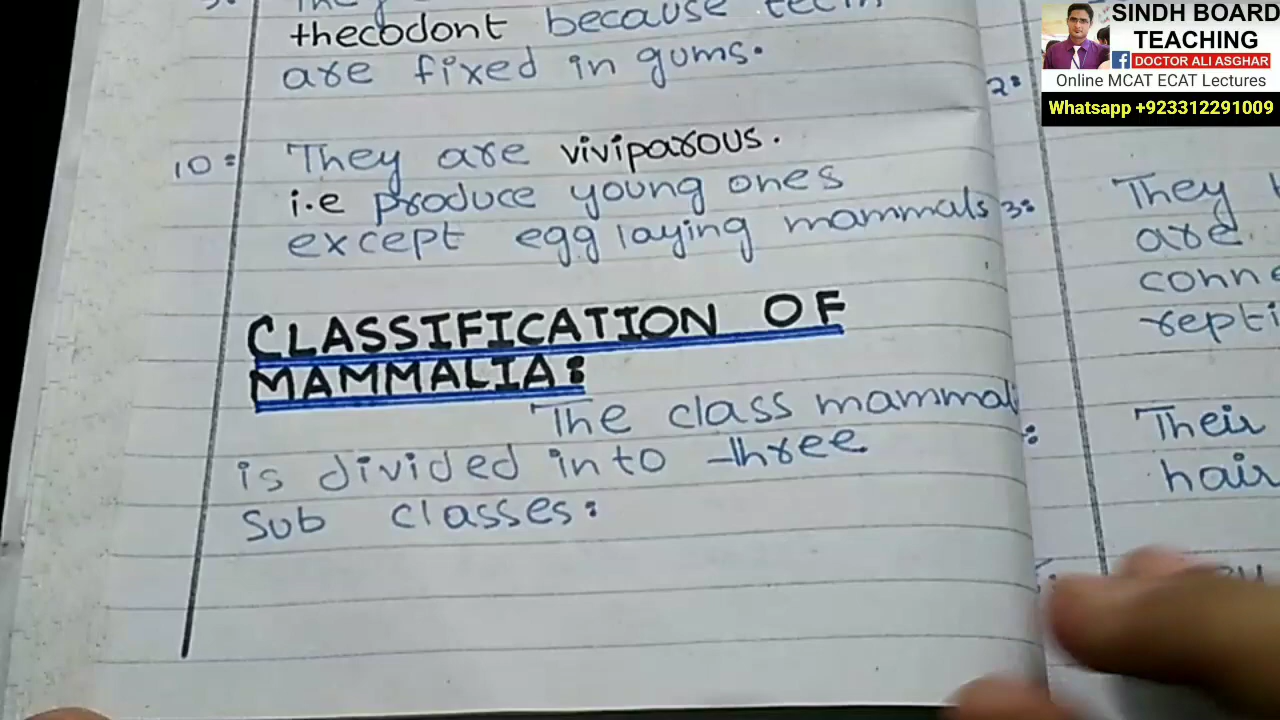 thecodont because teeth
are fixed in gums.
10: They are viviparous.
i.e produce young ones
except egg laying mammals
CLASSIFICATION OF
MAMMALIA:
The class mammal
is divided into three
Sub classes:
2:
3: They
are
conne
repti
Their
hair
SINDH BOARD
TEACHING
f DOCTOR ALI ASGHAR
Online MCAT ECAT Lectures
Whatsapp +923312291009